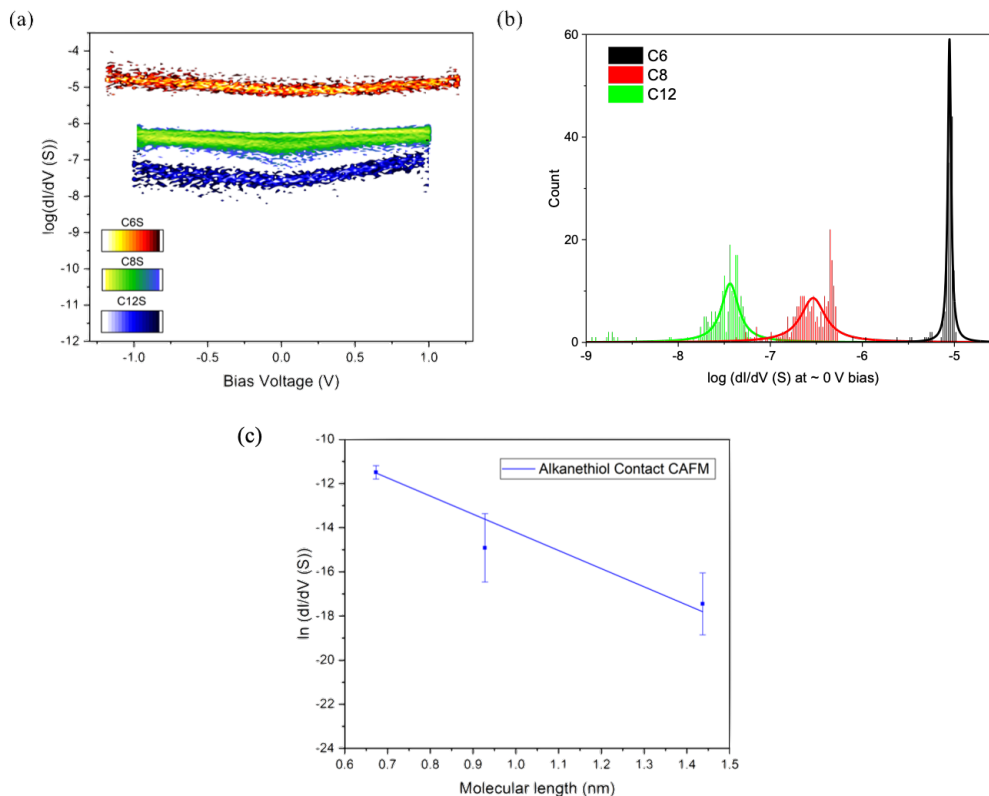 (a)
-4
-5
-6
-7
-8
-9
-10
-11
-12
log(dI/dV (S))
C6S
C8S
C12S
-1.0
-0.5
0.0
0.5
1.0
Bias Voltage (V)
(b)
60
40
20
0
Count
C6
C8
C12
-9
-8
-7
-6
-5
log (dI/dV (S) at ~ 0 V bias)
(c)
-10
-12
-14
-16
-18
-20
-22
-24
ln (dI/dV (S))
Alkanethiol Contact CAFM
0.6
0.7
0.8
0.9
1.0
1.1
1.2
1.3
1.4
1.5
Molecular length (nm)